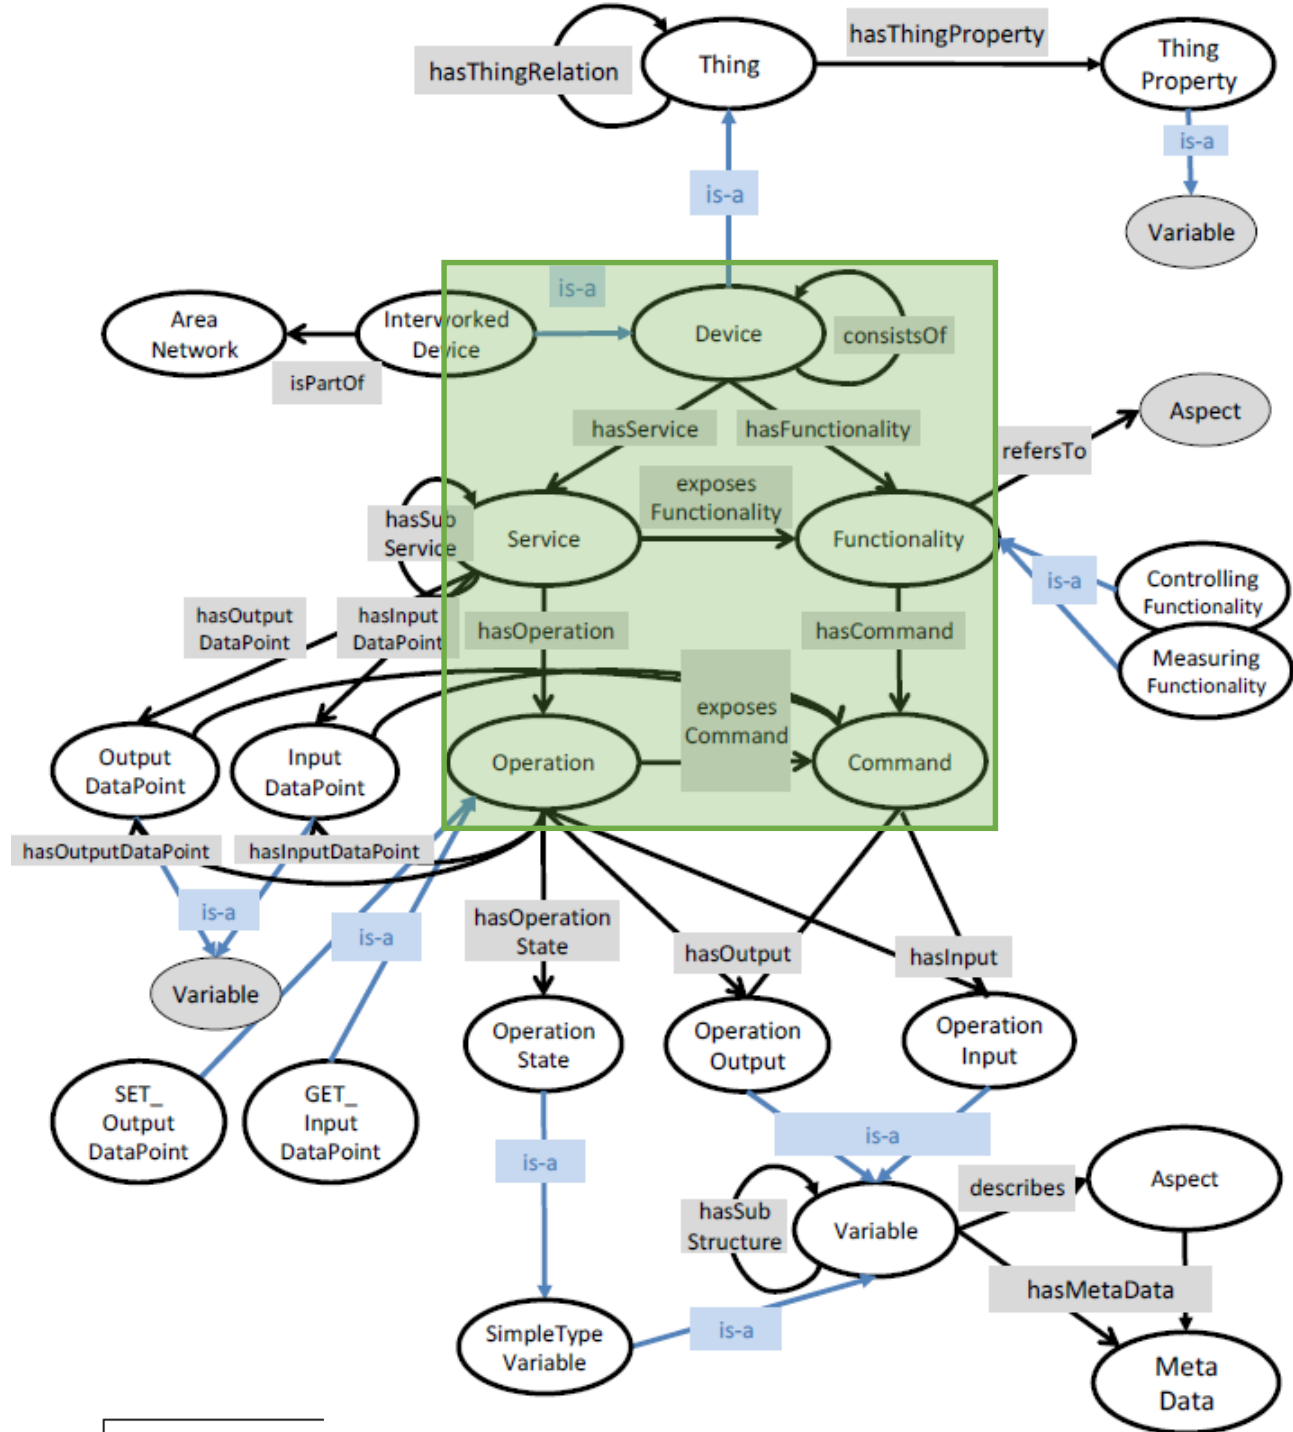 hasThingRelation
Thing
hasThingProperty
Thing
Property
is-a
is-a
Variable
is-a
Area
Network
Interworked
Device
Device
consistsOf
isPartOf
hasService
hasFunctionality
Aspect
refersTo
exposes
Functionality
hasSub
Service
Service
Functionality
is-a
Controlling
Functionality
hasOutput
DataPoint
hasInput
DataPoint
hasOperation
hasCommand
Measuring
Functionality
exposes
Command
Output
DataPoint
Input
DataPoint
Operation
Command
hasOutputDataPoint
hasInputDataPoint
is-a
is-a
hasOperation
State
hasOutput
hasInput
Variable
Operation
State
Operation
Output
Operation
Input
SET_
Output
DataPoint
GET_
Input
DataPoint
is-a
is-a
hasSub
Structure
Variable
describes
Aspect
hasMetaData
SimpleType
Variable
is-a
Meta
Data